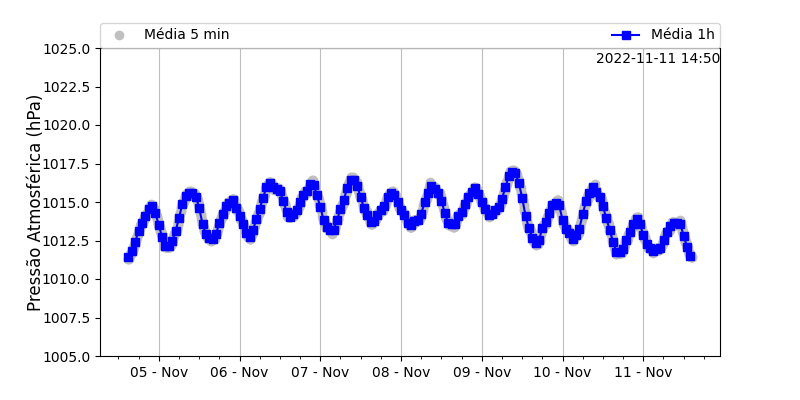 Média 5 min
Média 1h
2022-11-11 14:50
Pressão Atmosférica (hPa)
1025.0
1022.5
1020.0
1017.5
1015.0
1012.5
1010.0
1007.5
1005.0
05 - Nov
06 - Nov
07 - Nov
08 - Nov
09 - Nov
10 - Nov
11 - Nov